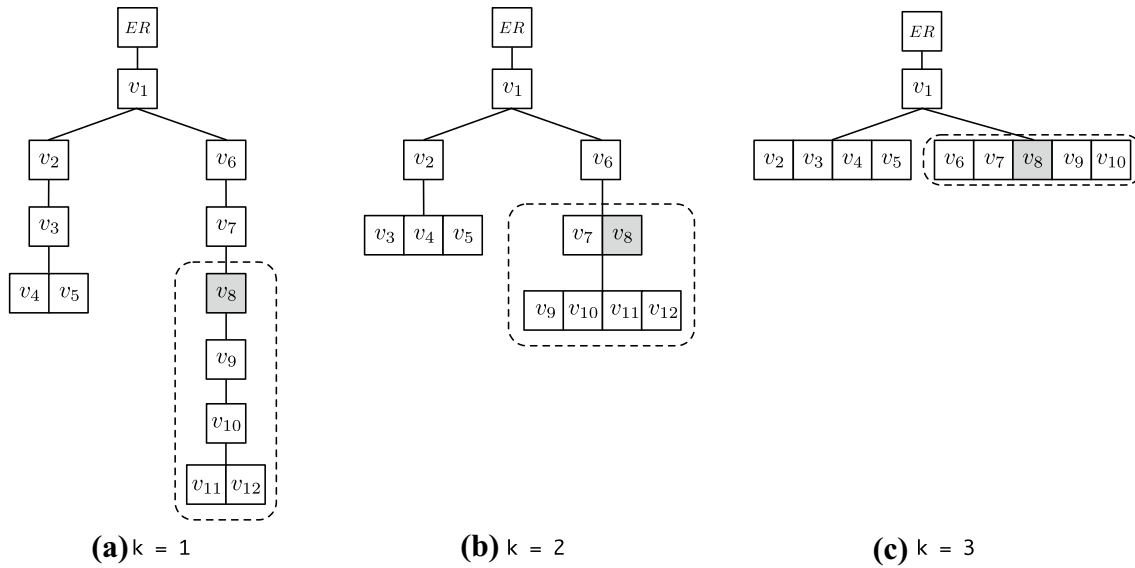 ER
v1
v2
v6
v3
v7
v4 v5
v8
v9
v10
v11 v12
(a) k = 1
ER
v1
v2
v6
v3 v4 v5
v7 v8
v9 v10 v11 v12
(b) k = 2
ER
v1
v2 v3 v4 v5
v6 v7 v8 v9 v10
(c) k = 3